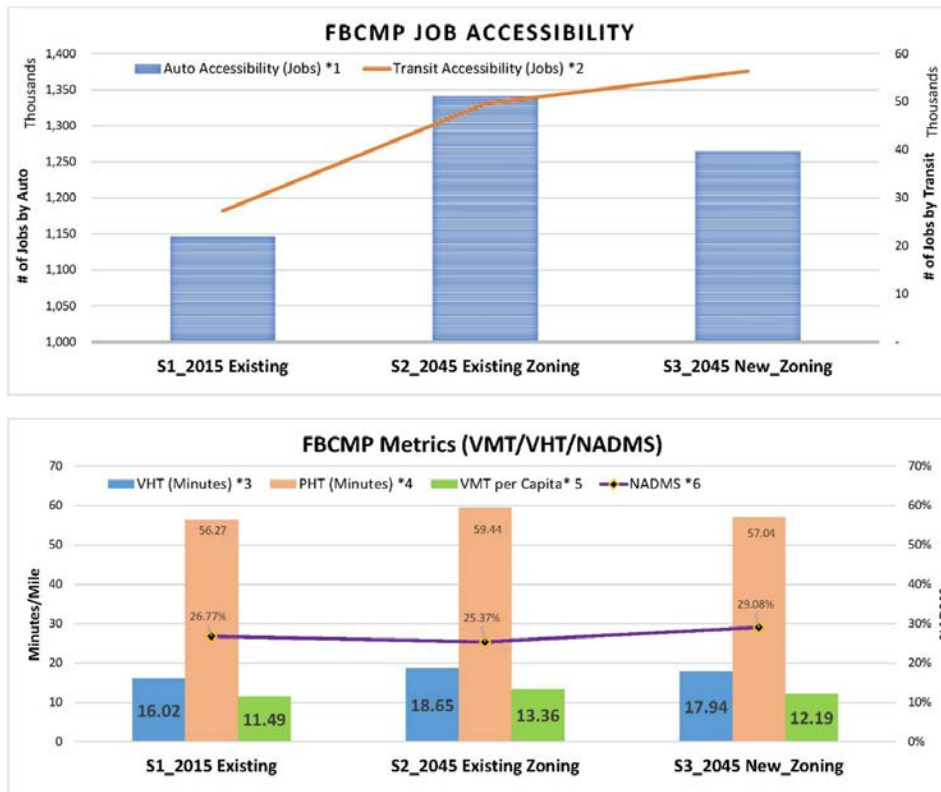 FBCMP JOB ACCESSIBILITY
Auto Accessibility (Jobs) *1
Transit Accessibility (Jobs) *2
Thousands
# of Jobs by Auto
1,400
1,350
1,300
1,250
1,200
1,150
1,100
1,050
1,000
60
50
40
30
20
10
-
Thousands
# of Jobs by Transit
S1_2015 Existing
S2_2045 Existing Zoning
S3_2045 New_Zoning
FBCMP Metrics (VMT/VHT/NADMS)
VHT (Minutes) *3
PHT (Minutes) *4
VMT per Capita* 5
NADMS *6
Minutes/Mile
70
60
50
40
30
20
10
0
56.27
59.44
57.04
26.77%
25.37%
29.08%
16.02
11.49
18.65
13.36
17.94
12.19
70%
60%
50%
40%
30%
20%
10%
0%
S1_2015 Existing
S2_2045 Existing Zoning
S3_2045 New_Zoning